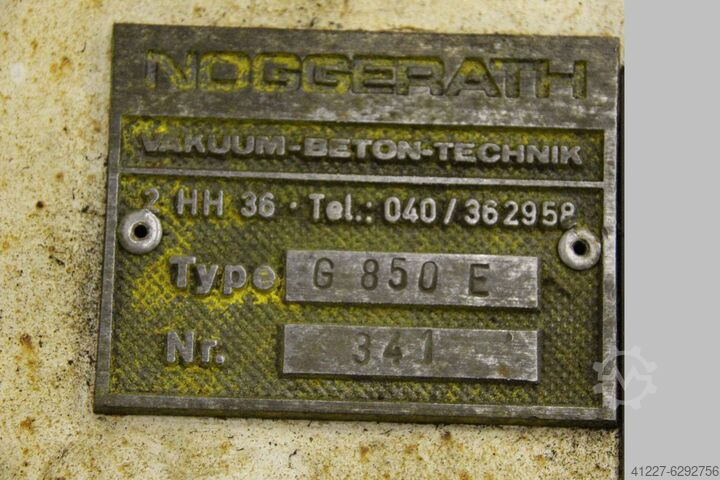 NOGGERATH
VAKUUM-BETON-TECHNIK
2 HH 36 · Tel.: 040/362958
Type G 850 E
Nr. 341
41227-6292756